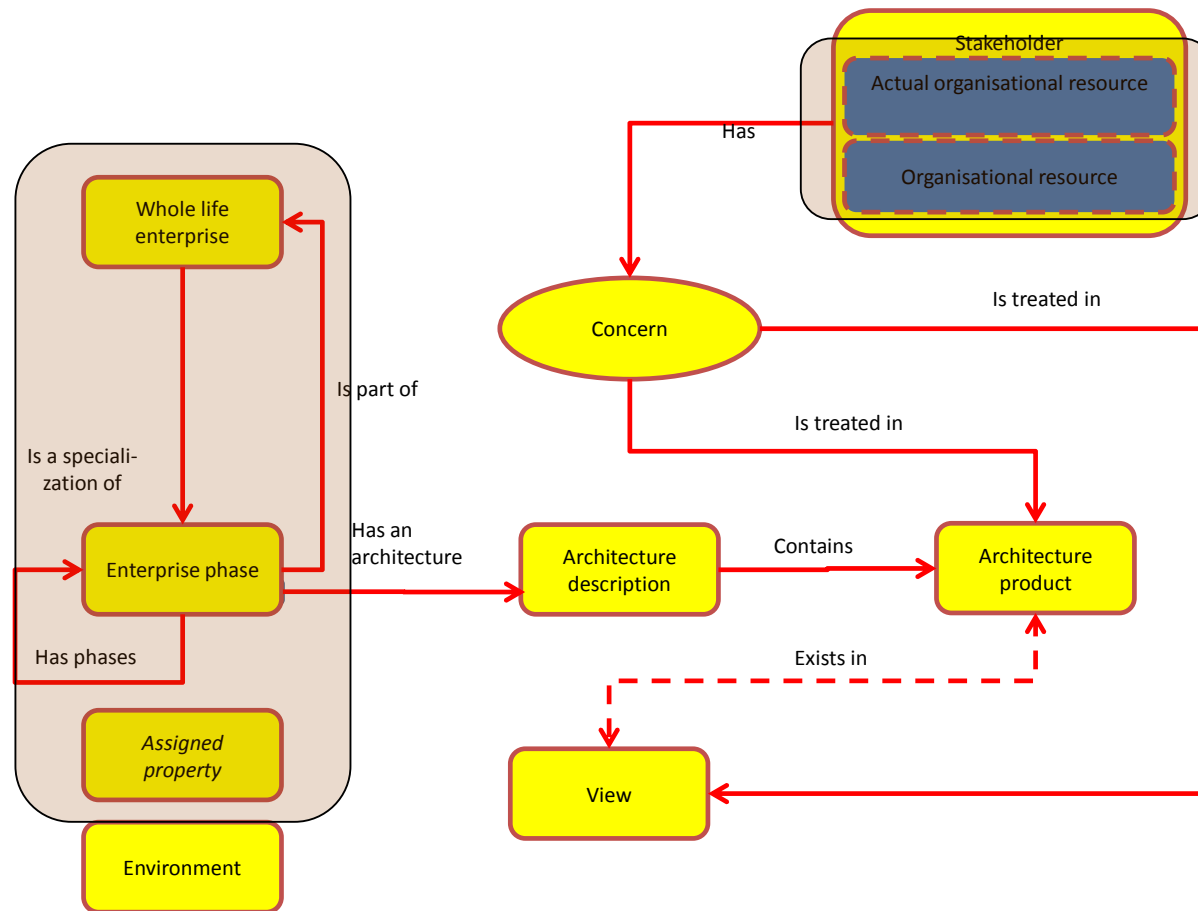 Stakeholder
Actual organisational resource
Has
Organisational resource
Whole life
enterprise
Is treated in
Concern
Is part of
Is treated in
Is a speciali-
zation of
Has an
architecture
Enterprise phase
Architecture
description
Contains
Architecture
product
Has phases
Exists in
Assigned
property
View
Environment